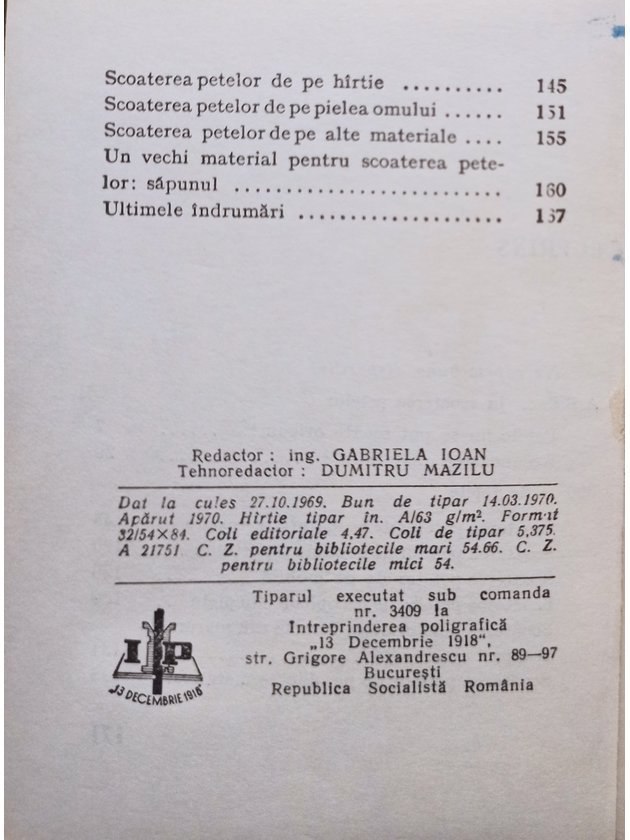 Scoaterea petelor de pe hîrtie .......... 145
Scoaterea petelor de pe pielea omului ...... 151
Scoaterea petelor de pe alte materiale .... 155
Un vechi material pentru scoaterea pete-
lor: săpunul .......................... 160
Ultimele îndrumări .................... 167
Redactor : ing. GABRIELA IOAN
Tehnoredactor : DUMITRU MAZILU
Dat la cules 27.10.1969. Bun de tipar 14.03.1970.
Apărut 1970. Hîrtie tipar în. A/63 g/m². Format
32/54×84. Coli editoriale 4,47. Coli de tipar 5,375.
A 21751. C. Z. pentru bibliotecile mari 54.66. C. Z.
pentru bibliotecile mici 54.
Tiparul executat sub comanda
nr. 3409 la
Intreprinderea poligrafică
„13 Decembrie 1918“,
str. Grigore Alexandrescu nr. 89—97
București
Republica Socialistă România
I P
„13 DECEMBRIE 1918“